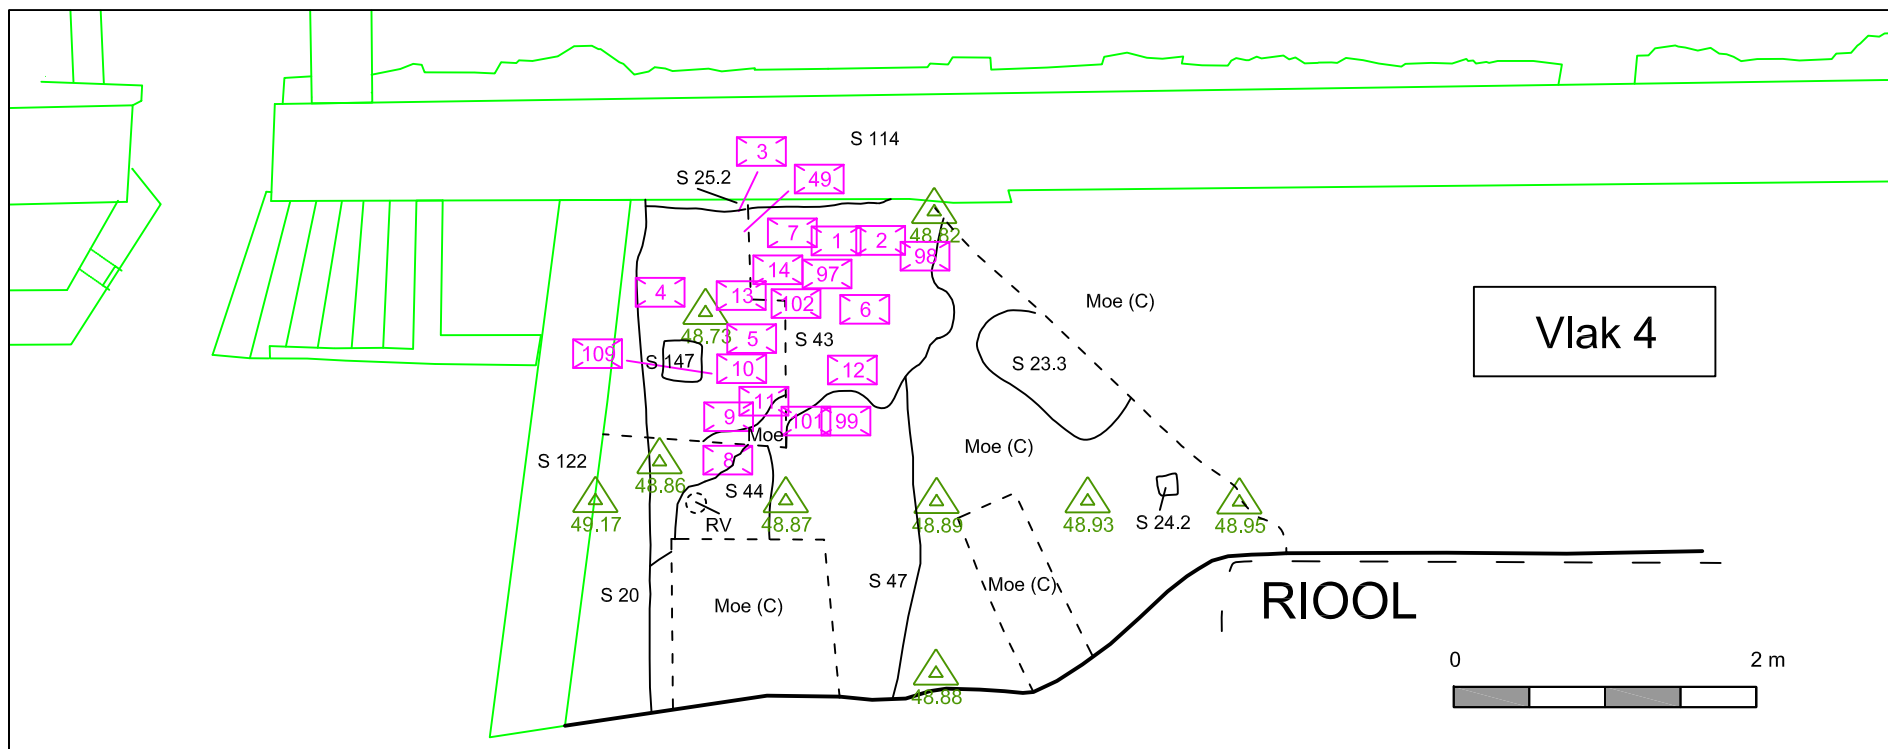 S 114
3
S 25.2
49
7
1
2
48.82
98
14
97
4
13
102
6
Moe (C)
48.73
5
S 43
Vlak 4
109
S 147
10
12
S 23.3
11
9
101
99
Moe
Moe (C)
S 122
8
48.86
S 44
49.17
RV
48.87
48.89
48.93
S 24.2
48.95
S 20
Moe (C)
S 47
Moe (C)
RIOOL
0
2 m
48.88